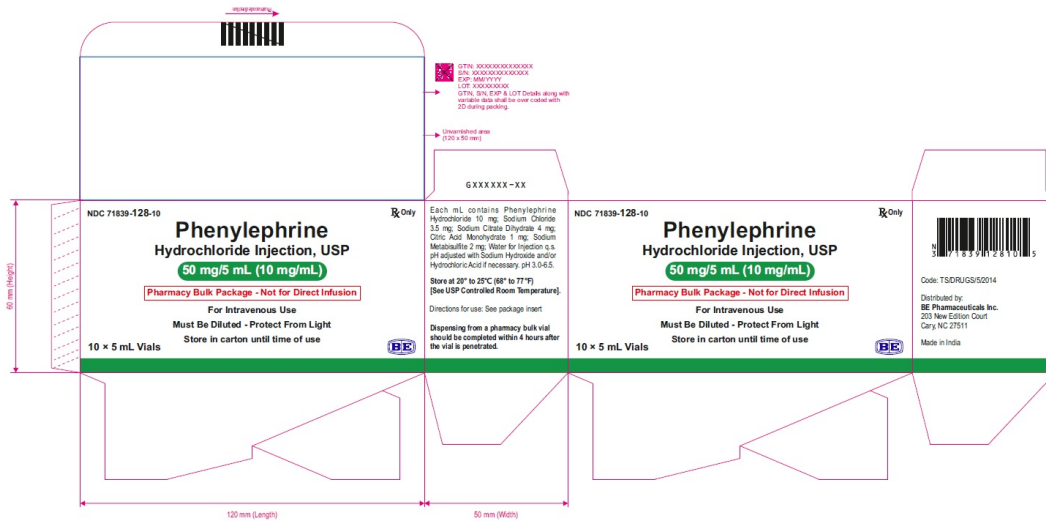 Pharmacode
GTIN: XXXXXXXXXXXXXX
S/N: XXXXXXXXXXXXXX
EXP: MM/YYYY
LOT: XXXXXXXXX
GTIN, S/N, EXP & LOT Details along with
variable data shall be over coded with
2D during packing.
Unvarnished area
(120 x 50 mm)
GXXXXXX-XX
60 mm (Height)
NDC 71839-128-10
Rx Only
Phenylephrine
Hydrochloride Injection, USP
50 mg/5 mL (10 mg/mL)
Pharmacy Bulk Package - Not for Direct Infusion
For Intravenous Use
Must Be Diluted - Protect From Light
Store in carton until time of use
10 × 5 mL Vials
BE
Each mL contains Phenylephrine
Hydrochloride 10 mg; Sodium Chloride
3.5 mg; Sodium Citrate Dihydrate 4 mg;
Citric Acid Monohydrate 1 mg; Sodium
Metabisulfite 2 mg; Water for Injection q.s.
pH adjusted with Sodium Hydroxide and/or
Hydrochloric Acid if necessary. pH 3.0-6.5.
Store at 20° to 25°C (68° to 77°F)
[See USP Controlled Room Temperature].
Directions for use: See package insert
Dispensing from a pharmacy bulk vial
should be completed within 4 hours after
the vial is penetrated.
NDC 71839-128-10
Rx Only
Phenylephrine
Hydrochloride Injection, USP
50 mg/5 mL (10 mg/mL)
Pharmacy Bulk Package - Not for Direct Infusion
For Intravenous Use
Must Be Diluted - Protect From Light
Store in carton until time of use
10 × 5 mL Vials
BE
N
3 71839 12810 5
Code: TS/DRUGS/5/2014
Distributed by:
BE Pharmaceuticals Inc.
203 New Edition Court
Cary, NC 27511
Made in India
120 mm (Length)
50 mm (Width)